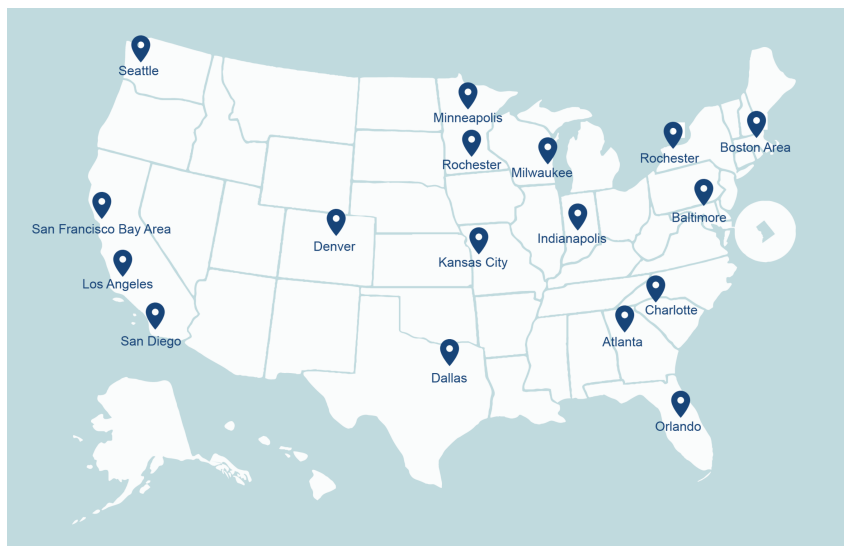 Seattle
Minneapolis
Boston Area
Rochester
Rochester
Milwaukee
Baltimore
San Francisco Bay Area
Indianapolis
Denver
Kansas City
Los Angeles
Charlotte
San Diego
Atlanta
Dallas
Orlando